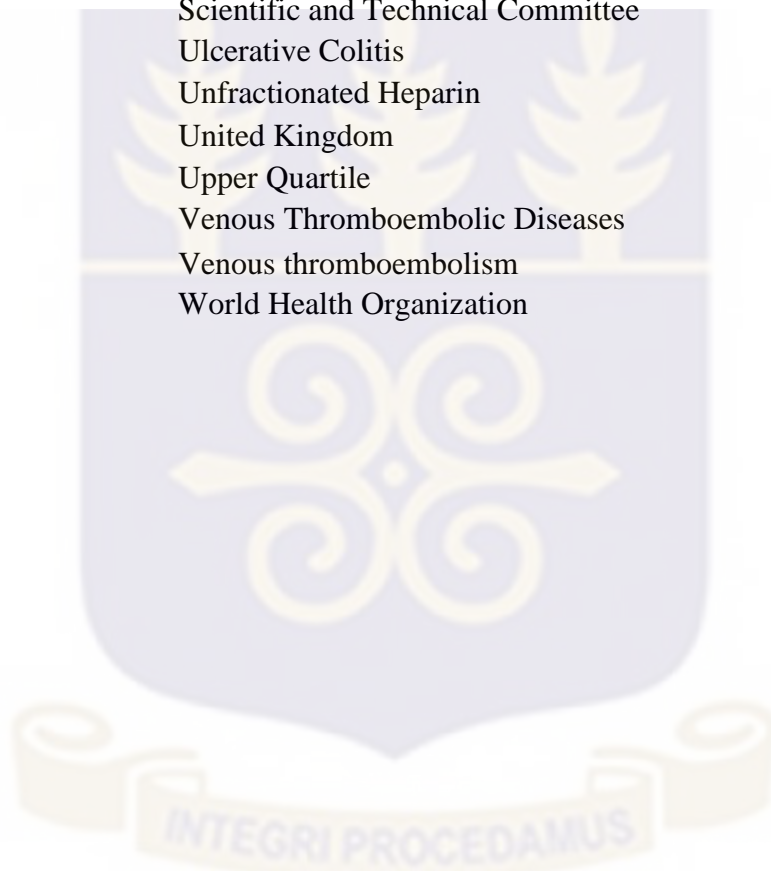 Scientific and Technical Committee
Ulcerative Colitis
Unfractionated Heparin
United Kingdom
Upper Quartile
Venous Thromboembolic Diseases
Venous thromboembolism
World Health Organization
INTEGRI PROCEDAMUS